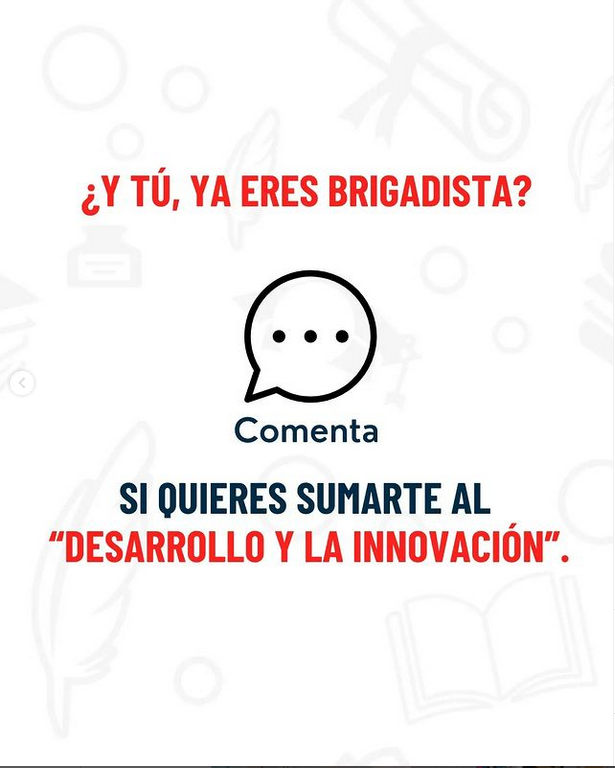 ¿Y TÚ, YA ERES BRIGADISTA?
Comenta
SI QUIERES SUMARTE AL
“DESARROLLO Y LA INNOVACIÓN”.